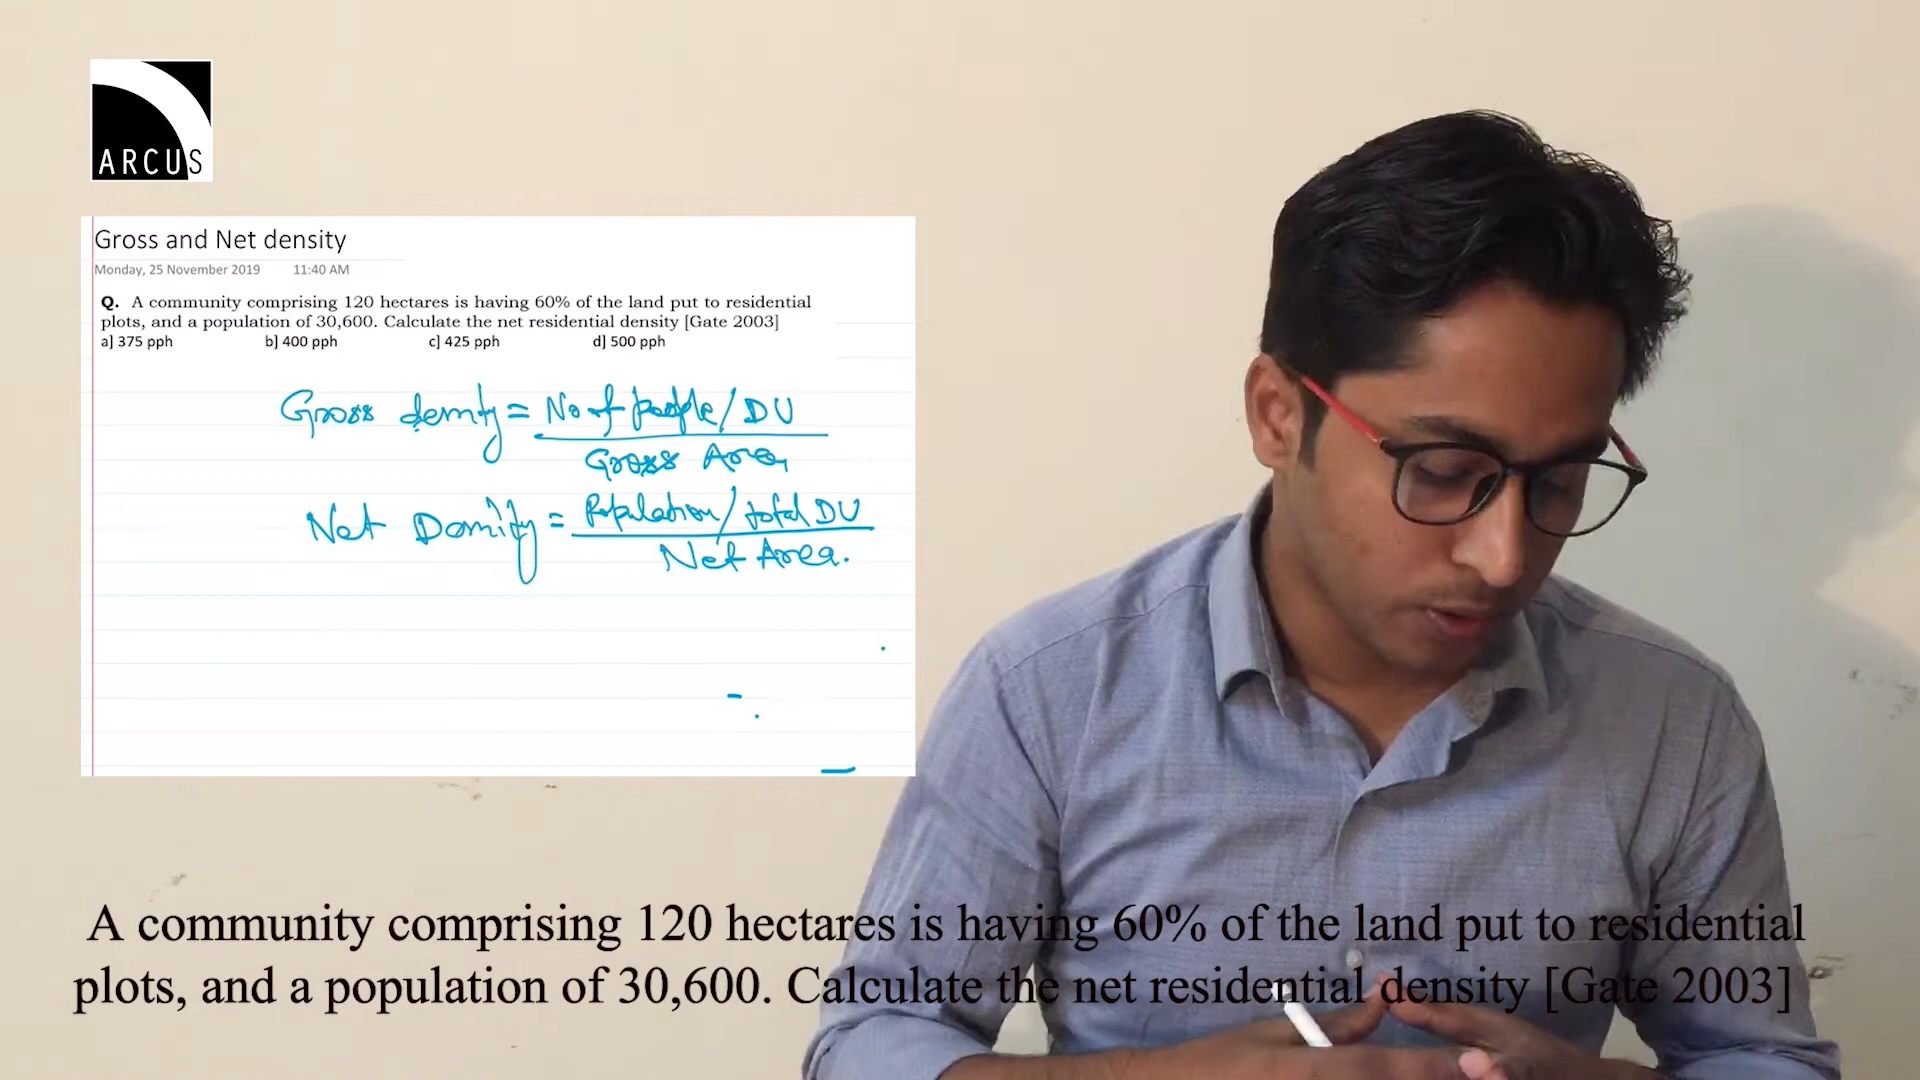 ARCUS
Gross and Net density
Monday, 25 November 2019 11:40 AM
Q. A community comprising 120 hectares is having 60% of the land put to residential
plots, and a population of 30,600. Calculate the net residential density [Gate 2003]
a] 375 pph b] 400 pph c] 425 pph d] 500 pph
Gross density = No of people / DU
Gross Area
Net Density = Population / total DU
Net Area.
A community comprising 120 hectares is having 60% of the land put to residential
plots, and a population of 30,600. Calculate the net residential density [Gate 2003]